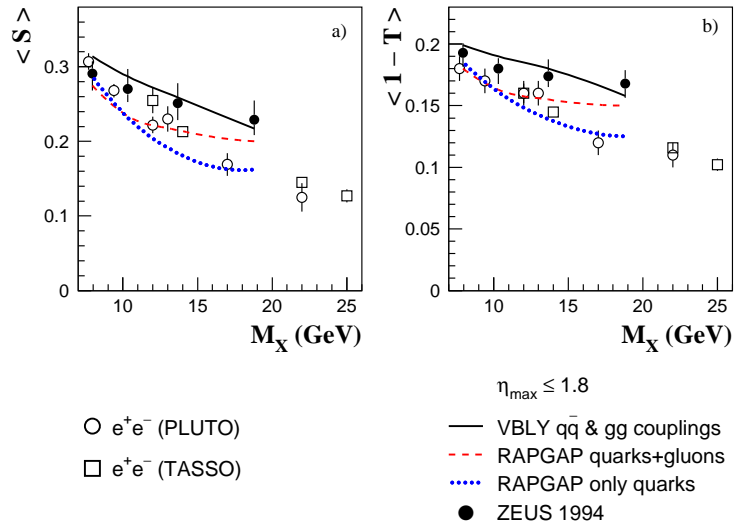 < S >
a)
0.3
0.2
0.1
0
10 15 20 25
M_X (GeV)
< 1 − T >
b)
0.2
0.15
0.1
0.05
0
10 15 20 25
M_X (GeV)
e⁺e⁻ (PLUTO)
e⁺e⁻ (TASSO)
η_max ≤ 1.8
VBLY qq̄ & gg couplings
RAPGAP quarks+gluons
RAPGAP only quarks
ZEUS 1994